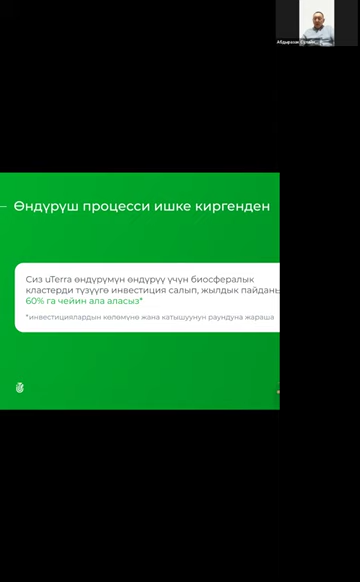 Абдиразак
– Өндүрүш процесси ишке киргенден
Сиз uTerra өндүрүмүн өндүрүү үчүн биосфералык
кластерди түзүүгө инвестиция салып, жылдык пайданы
60% га чейин ала аласыз*
*инвестициялардын көлөмүнө жана катышуунун раундуна жараша